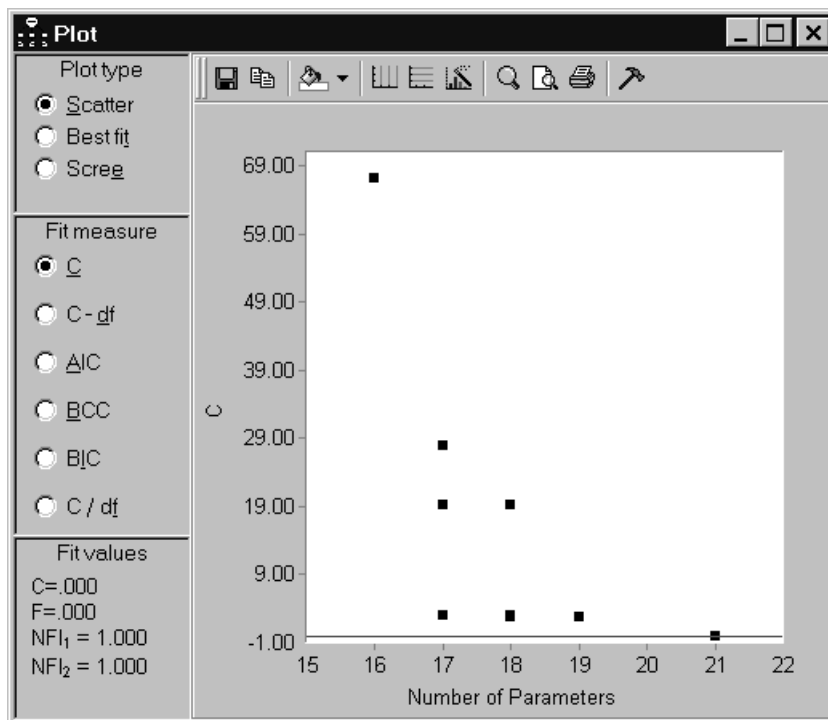 Plot
Plot type
Scatter
Best fit
Scree
Fit measure
C
C - df
AIC
BCC
BIC
C / df
Fit values
C=.000
F=.000
NFI₁ = 1.000
NFI₂ = 1.000
69.00
59.00
49.00
39.00
29.00
19.00
9.00
-1.00
C
15 16 17 18 19 20 21 22
Number of Parameters